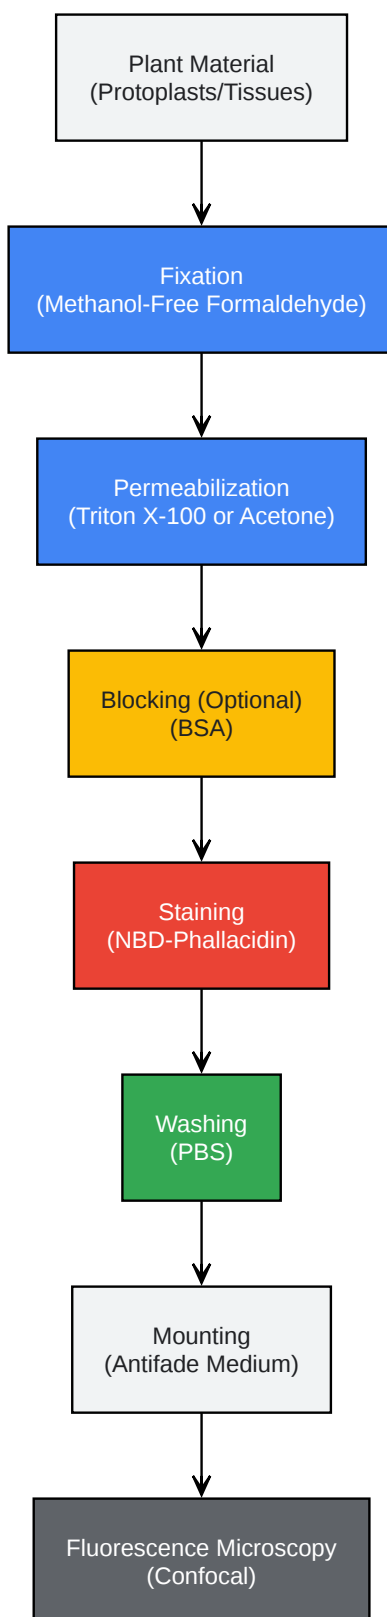 Plant Material
(Protoplasts/Tissues)
Fixation
(Methanol-Free Formaldehyde)
Permeabilization
(Triton X-100 or Acetone)
Blocking (Optional)
(BSA)
Staining
(NBD-Phallacidin)
Washing
(PBS)
Mounting
(Antifade Medium)
Fluorescence Microscopy
(Confocal)